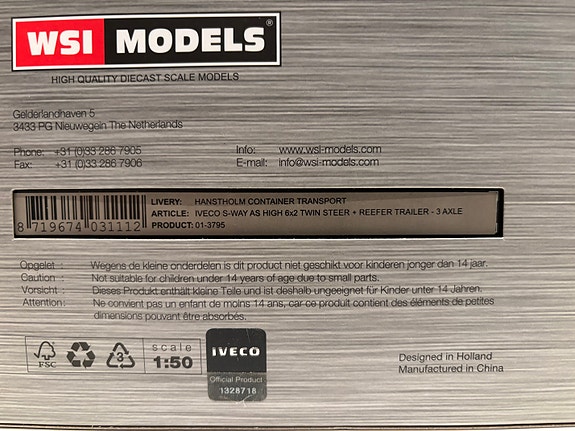 WSI MODELS®
HIGH QUALITY DIECAST SCALE MODELS
Gelderlandhaven 5
3433 PG Nieuwegein The Netherlands
Phone: +31 (0)33 286 7905 Info: www.wsi-models.com
Fax: +31 (0)33 286 7906 E-mail: info@wsi-models.com
LIVERY: HANSTHOLM CONTAINER TRANSPORT
ARTICLE: IVECO S-WAY AS HIGH 6x2 TWIN STEER + REEFER TRAILER - 3 AXLE
PRODUCT: 01-3795
8 719674 031112
Opgelet : Wegens de kleine onderdelen is dit product niet geschikt voor kinderen jonger dan 14 jaar.
Caution : Not suitable for children under 14 years of age due to small parts.
Vorsicht : Dieses Produkt enthält kleine Teile und ist deshalb ungeeignet für Kinder unter 14 Jahren.
Attention : Ne convient pas un enfant de moins 14 ans, car ce produit contient des éléments de petites
dimensions pouvant être absorbés.
FSC
3
scale
1:50
IVECO
Official Product
1328718
Designed in Holland
Manufactured in China